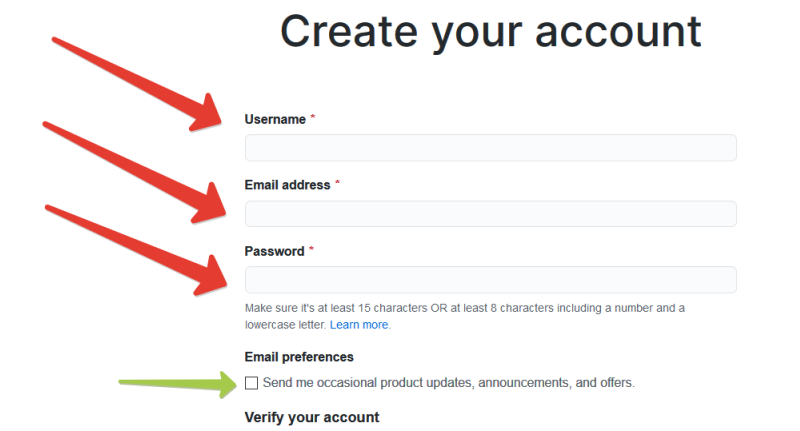 Create your account
Username *
Email address *
Password *
Make sure it's at least 15 characters OR at least 8 characters including a number and a
lowercase letter. Learn more.
Email preferences
Send me occasional product updates, announcements, and offers.
Verify your account